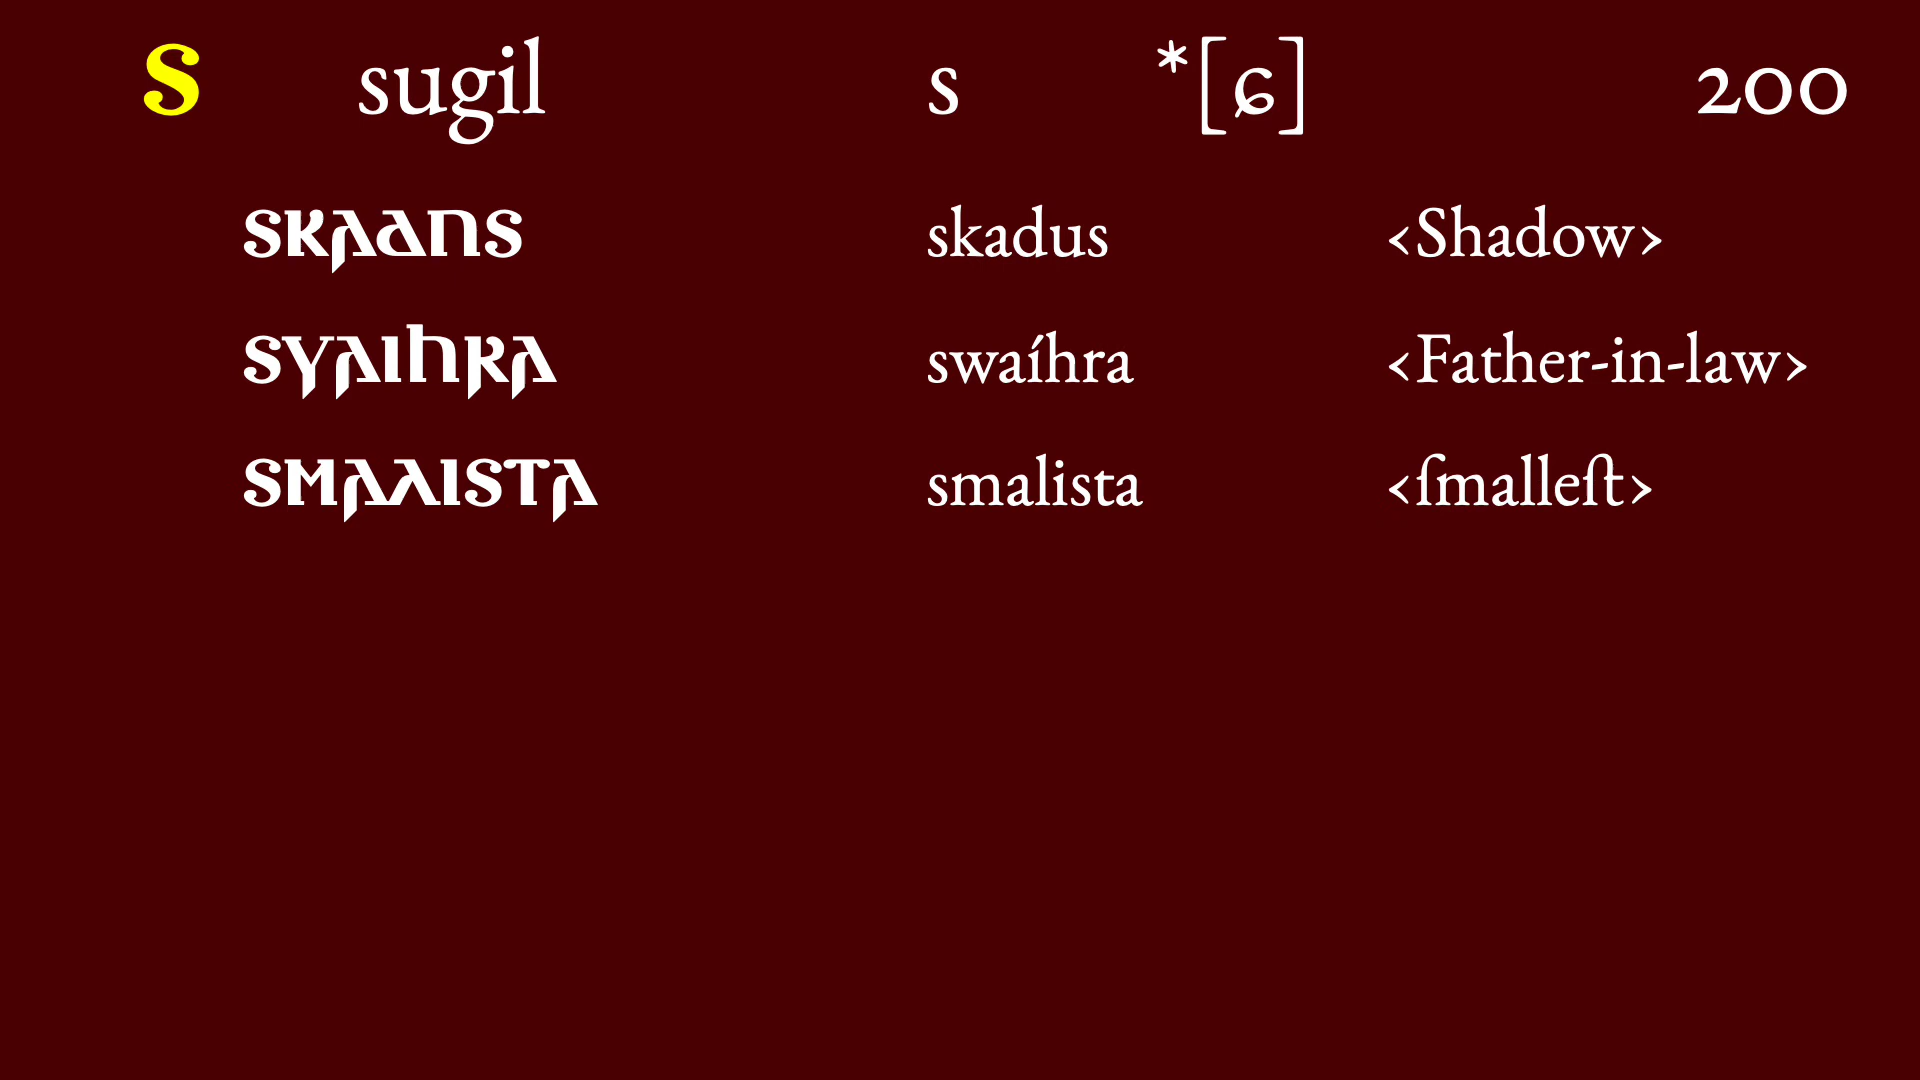 𐍃 sugil s *[ɕ] 200
𐍃𐌺𐌰𐌳𐌿𐍃 skadus <Shadow>
𐍃𐍅𐌰𐌹𐌷𐍂𐌰 swaíhra <Father-in-law>
𐍃𐌼𐌰𐌻𐌹𐍃𐍄𐌰 smalista <ſmalleſt>